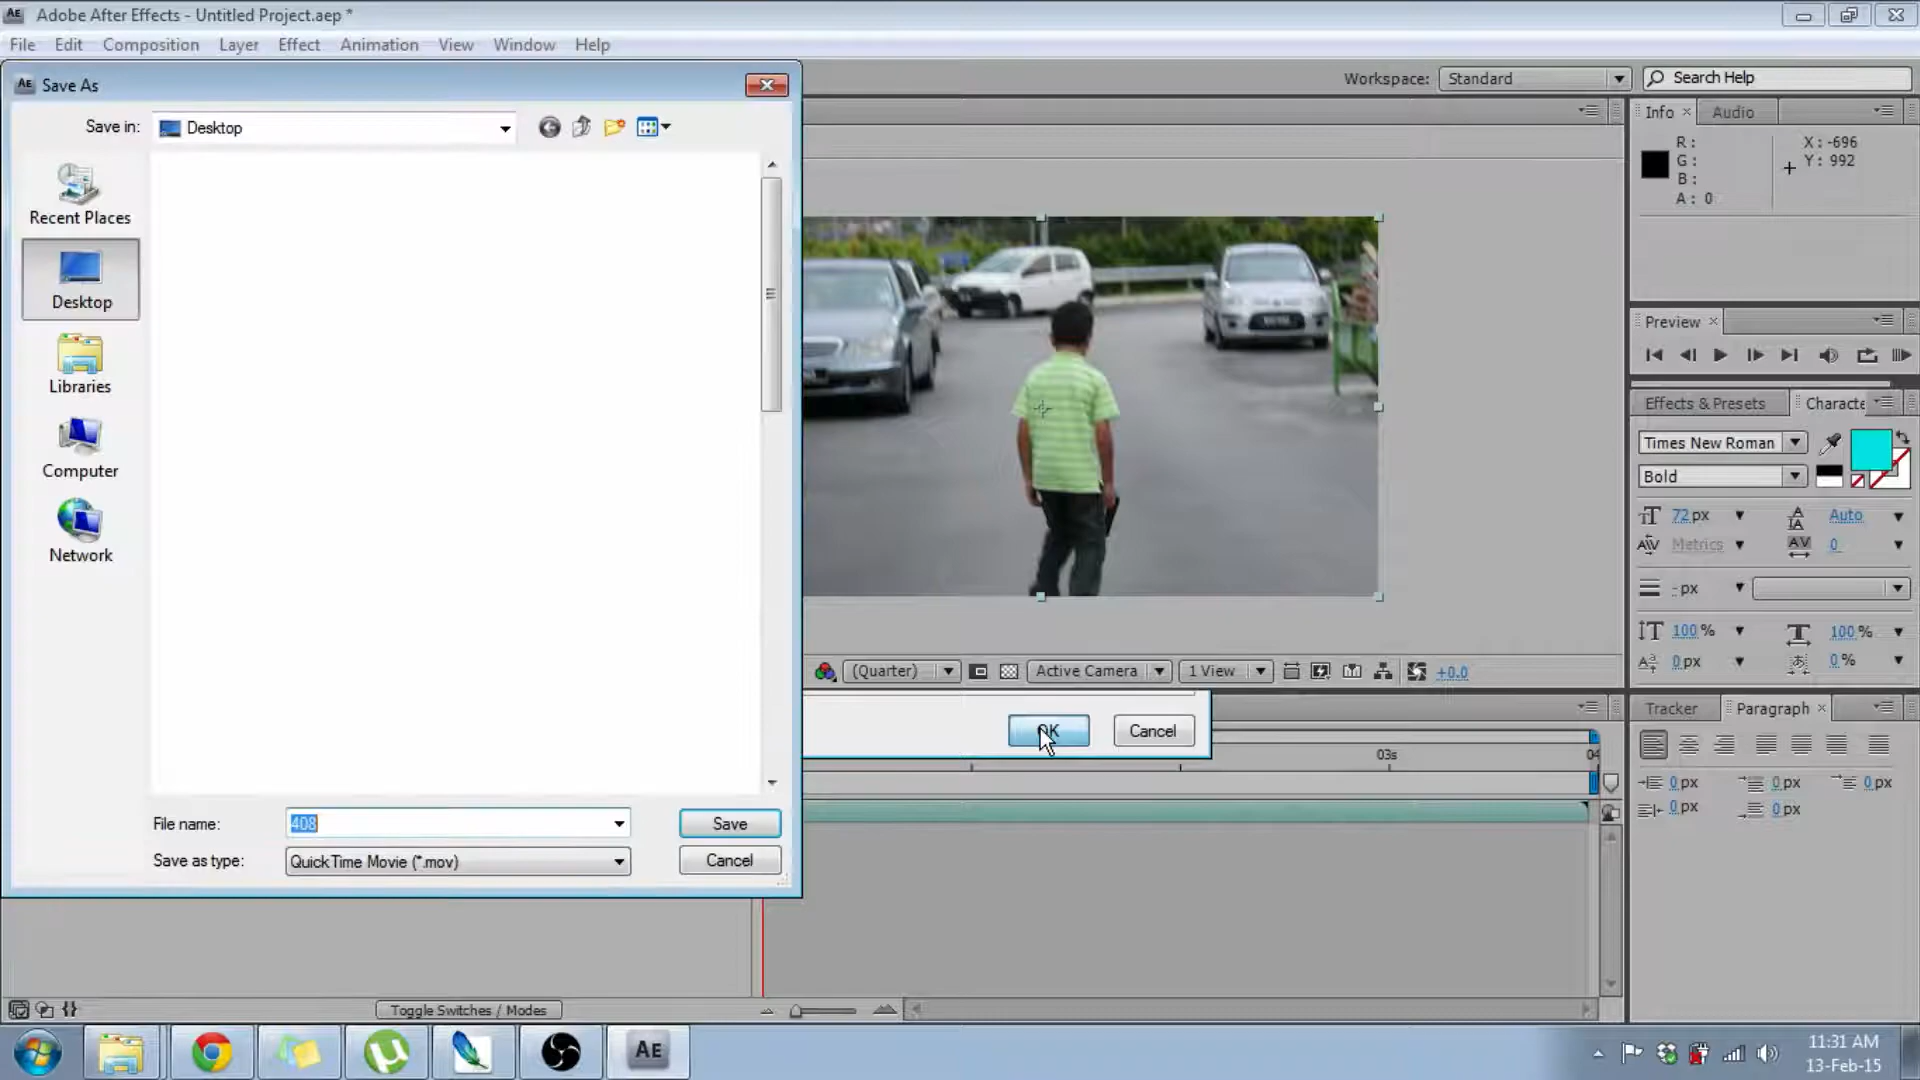 Adobe After Effects - Untitled Project.aep *
File Edit Composition Layer Effect Animation View Window Help
Save As
Save in: Desktop
Recent Places
Desktop
Libraries
Computer
Network
File name: 408
Save
Save as type: QuickTime Movie (*.mov)
Cancel
Workspace: Standard
Search Help
Info Audio
R :
G :
B :
A : 0
X : -696
Y : 992
Preview
Effects & Presets Characte
Times New Roman
Bold
72 px Auto
Metrics 0
- px
100 % 100 %
0 px 0 %
(Quarter) Active Camera 1 View +0.0
OK Cancel
03s 04
Tracker Paragraph
0 px 0 px 0 px
0 px 0 px
Toggle Switches / Modes
AE
11:31 AM
13-Feb-15